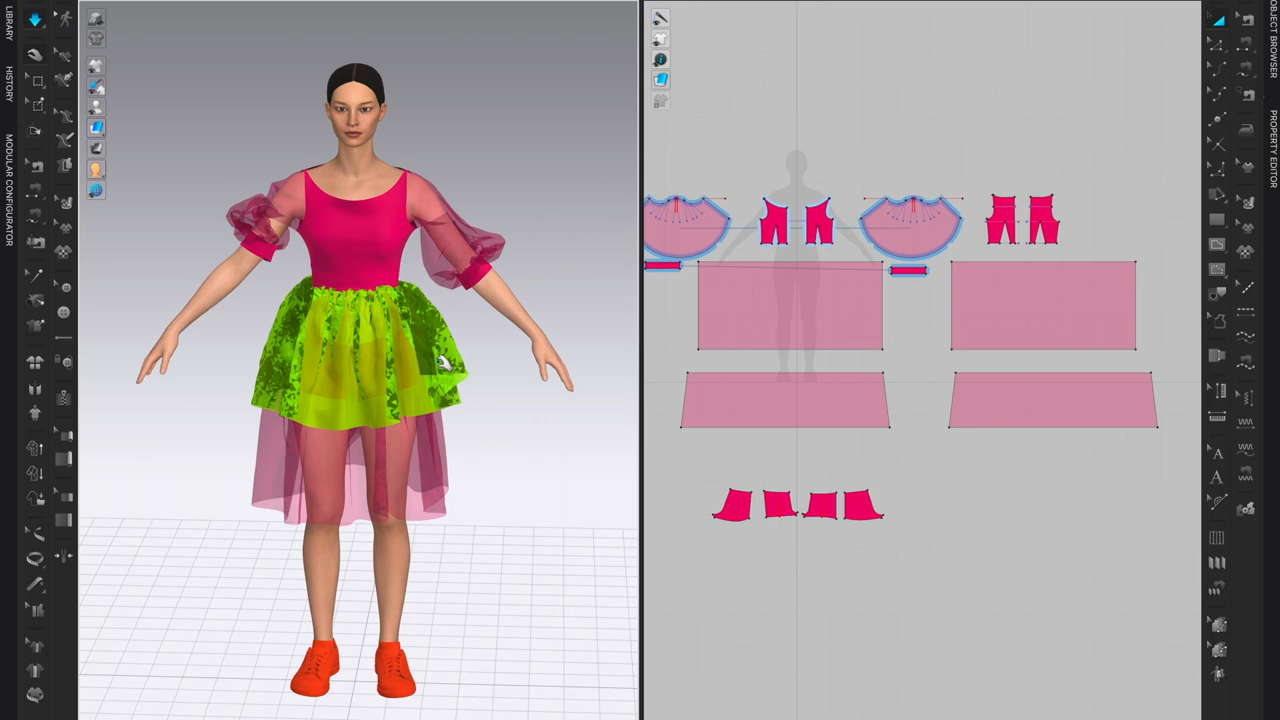 LIBRARY
HISTORY
MODULAR CONFIGURATOR
OBJECT BROWSER
PROPERTY EDITOR
A
A